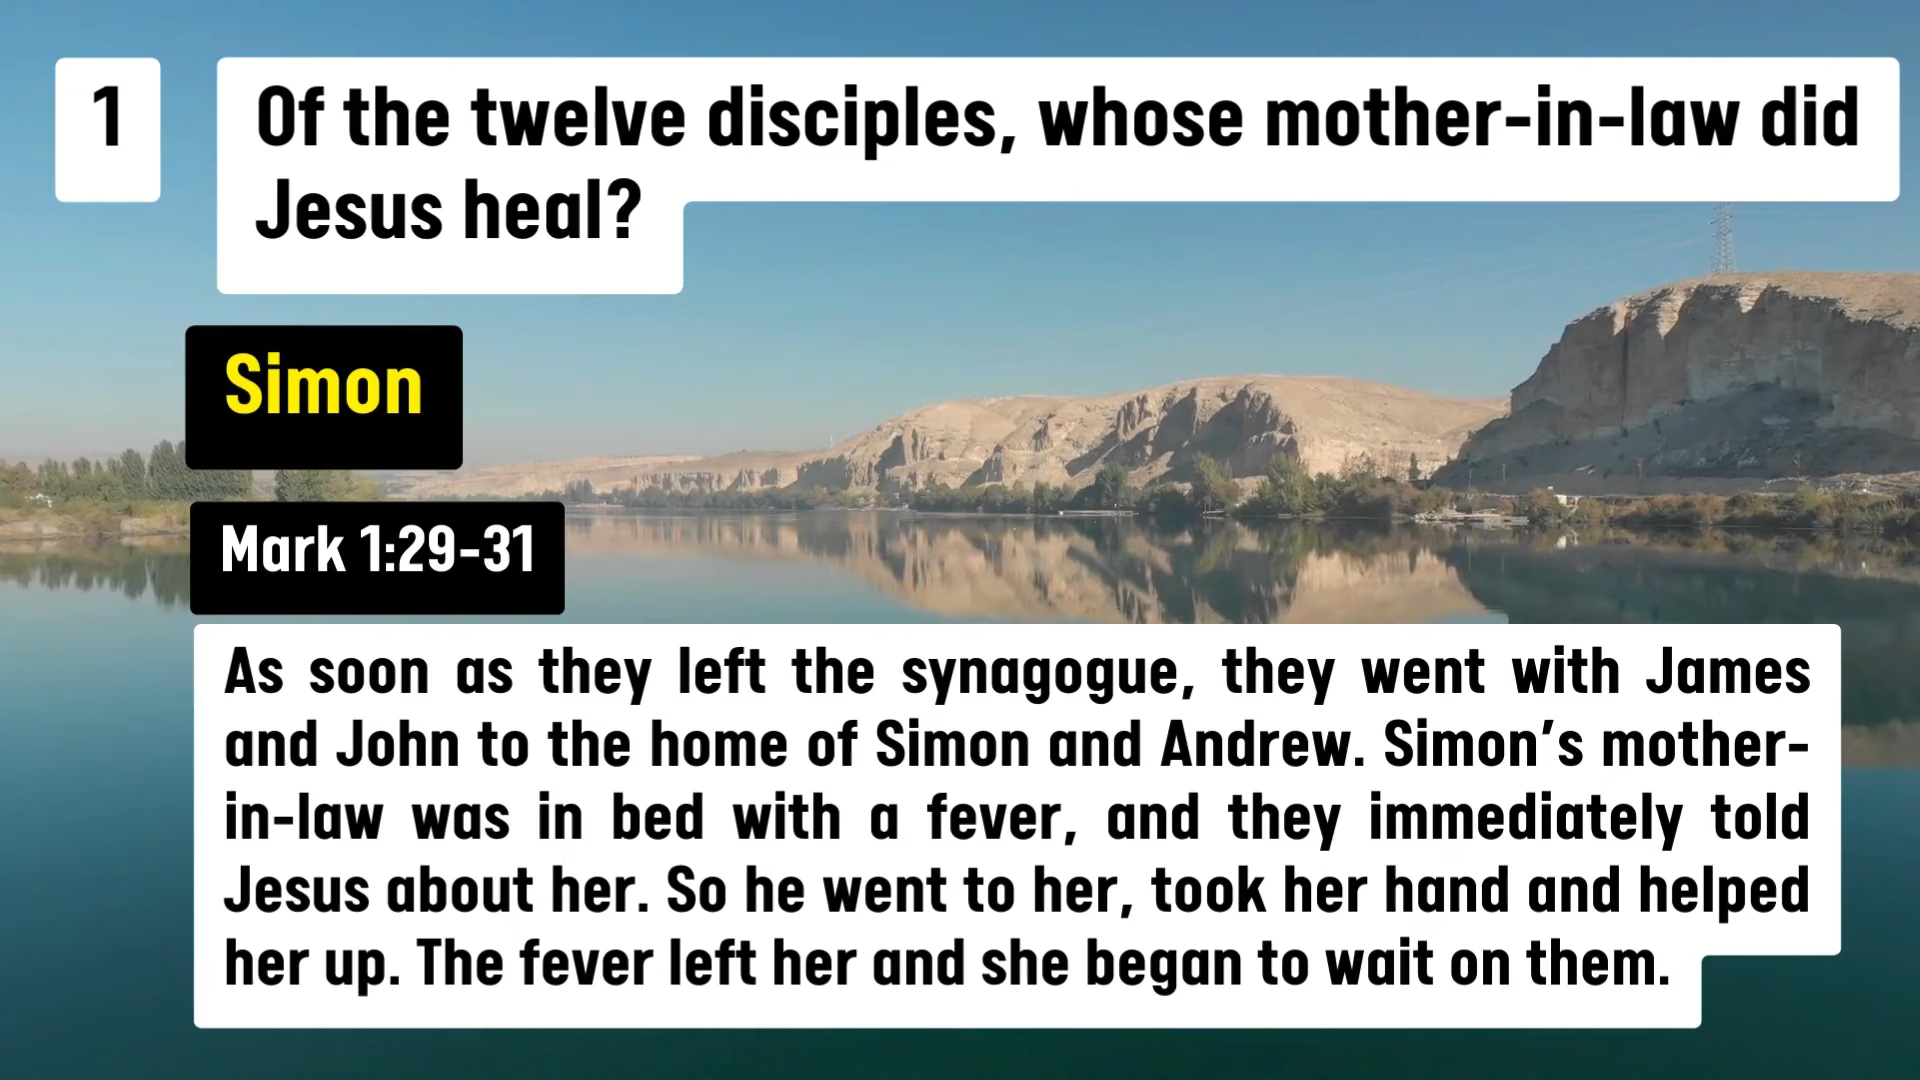 1
Of the twelve disciples, whose mother-in-law did
Jesus heal?
Simon
Mark 1:29-31
As soon as they left the synagogue, they went with James
and John to the home of Simon and Andrew. Simon’s mother-
in-law was in bed with a fever, and they immediately told
Jesus about her. So he went to her, took her hand and helped
her up. The fever left her and she began to wait on them.